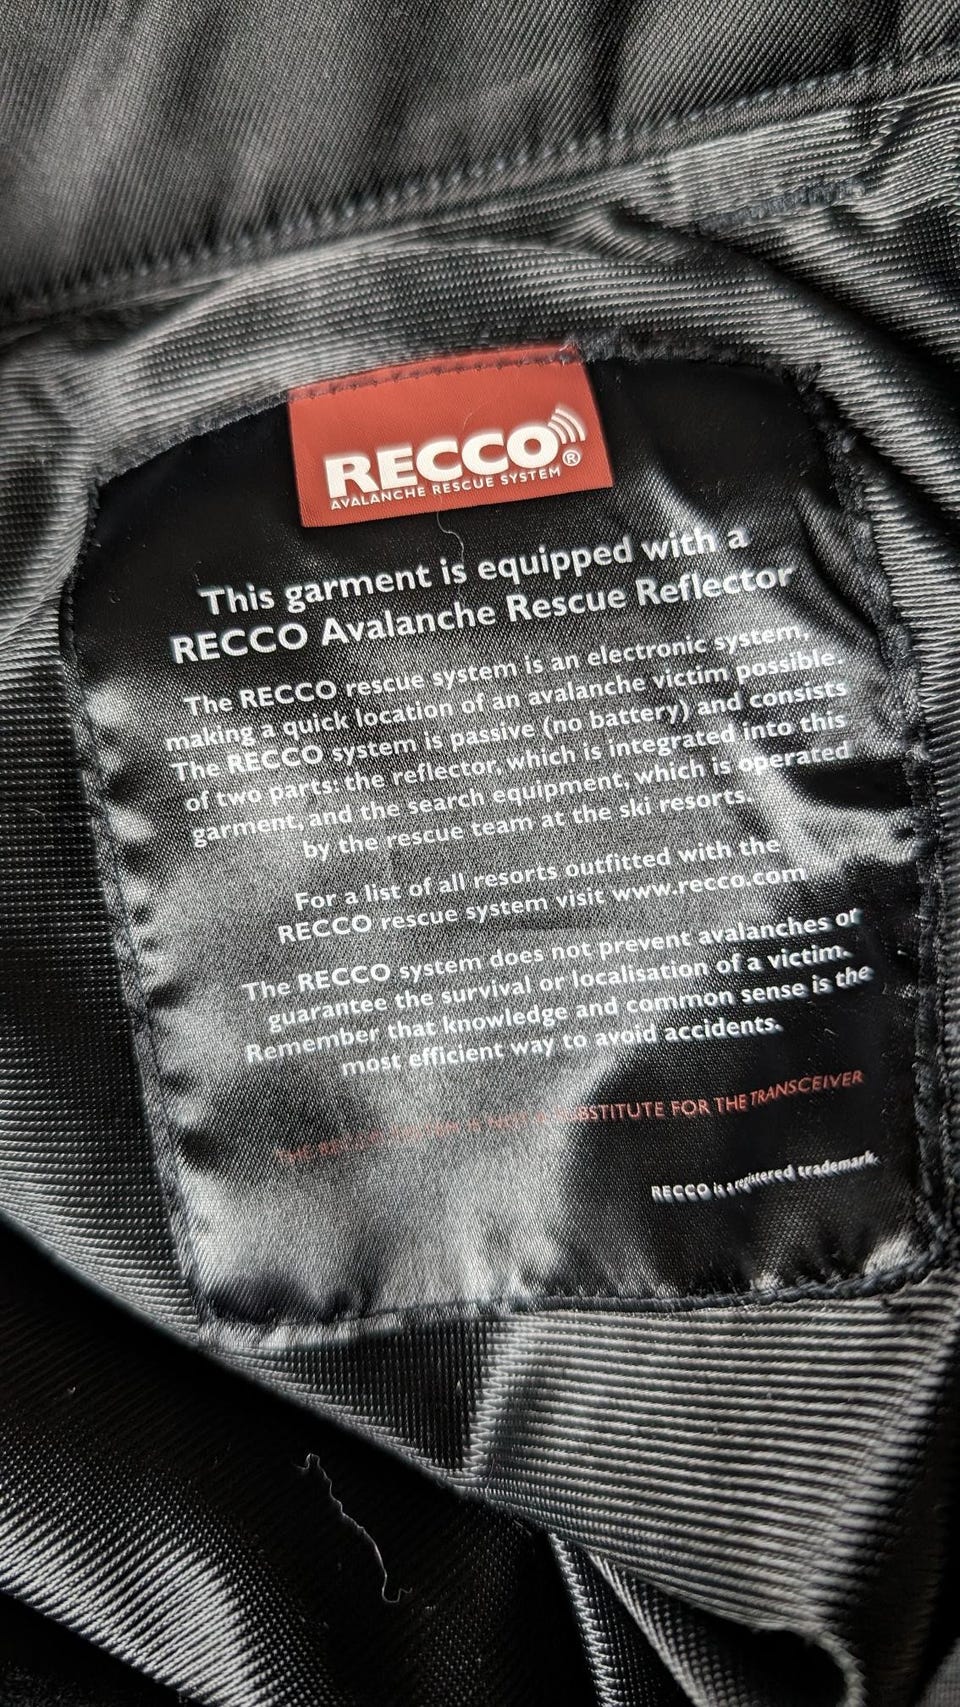 RECCO®
AVALANCHE RESCUE SYSTEM
This garment is equipped with a
RECCO Avalanche Rescue Reflector
The RECCO rescue system is an electronic system,
making a quick location of an avalanche victim possible.
The RECCO system is passive (no battery) and consists
of two parts: the reflector, which is integrated into this
garment, and the search equipment, which is operated
by the rescue team at the ski resorts.
For a list of all resorts outfitted with the
RECCO rescue system visit www.recco.com
The RECCO system does not prevent avalanches or
guarantee the survival or localisation of a victim.
Remember that knowledge and common sense is the
most efficient way to avoid accidents.
THE RECCO SYSTEM IS NOT A SUBSTITUTE FOR THE TRANSCEIVER
RECCO is a registered trademark.